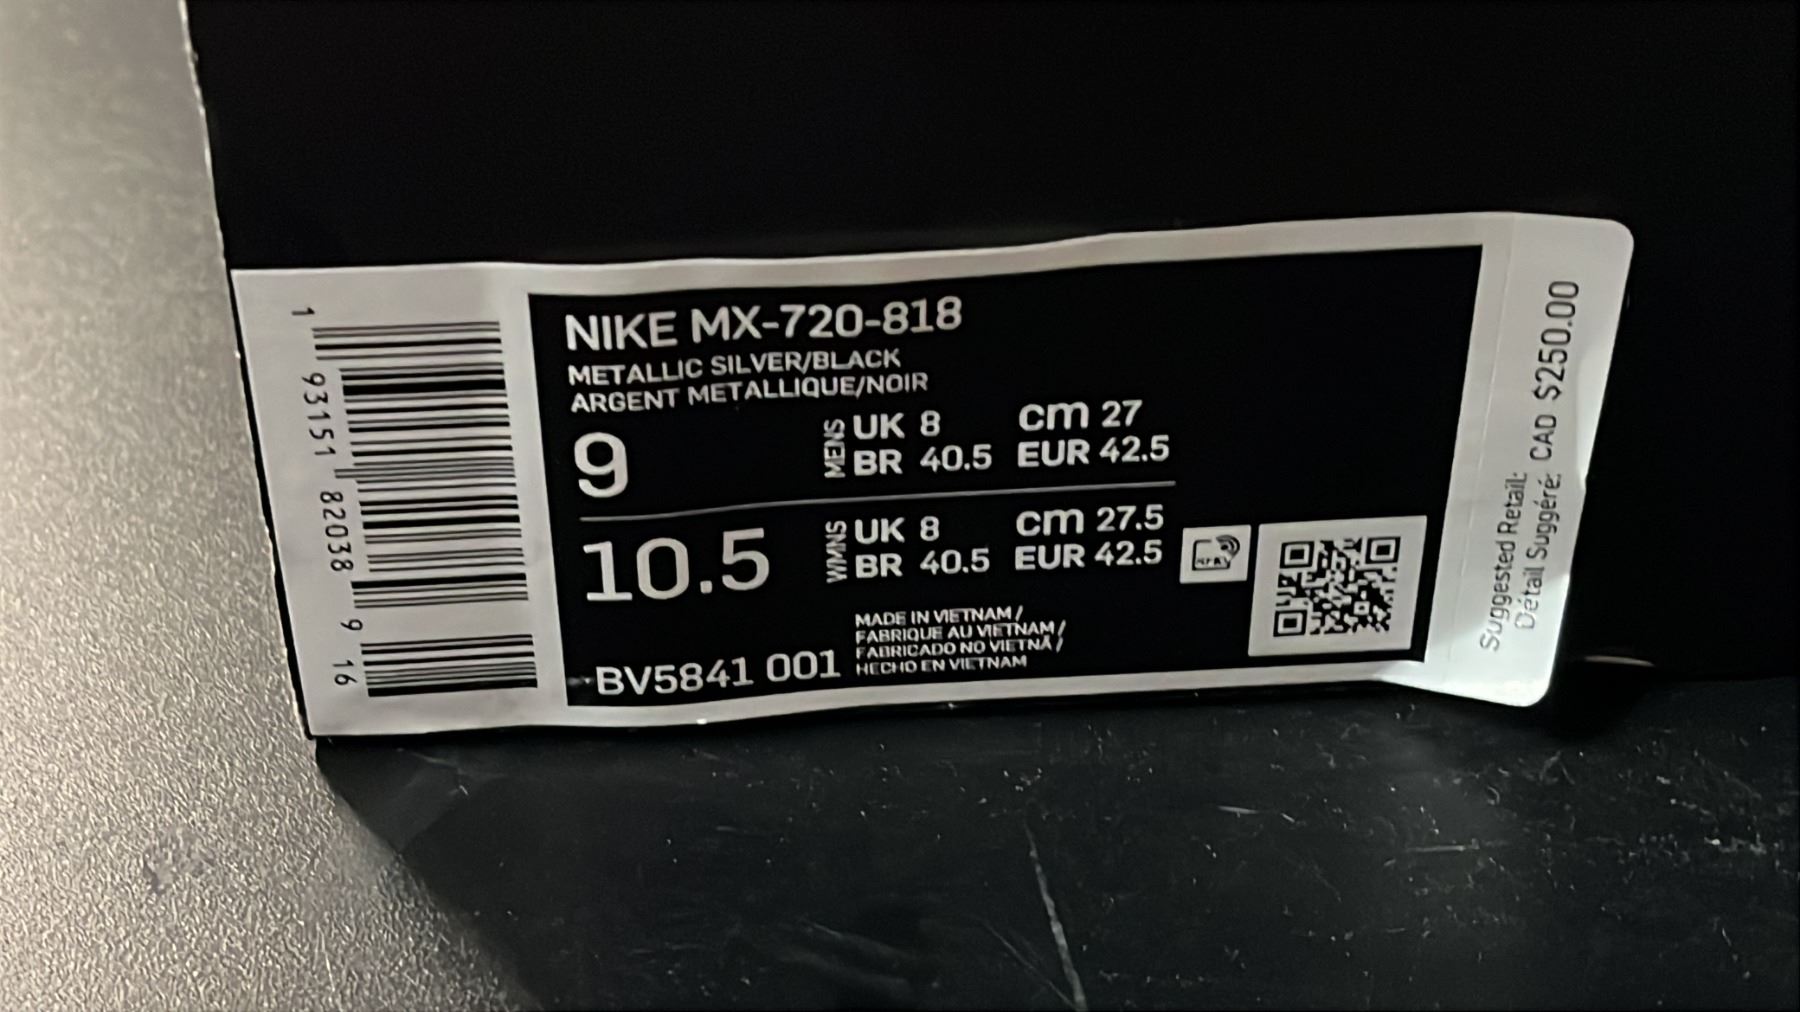 1 93151 82038 9 16
NIKE MX-720-818
METALLIC SILVER/BLACK
ARGENT METALLIQUE/NOIR
9 MENS UK 8 cm 27
BR 40.5 EUR 42.5
10.5 WMNS UK 8 cm 27.5
BR 40.5 EUR 42.5
BV5841 001
MADE IN VIETNAM /
FABRIQUE AU VIETNAM /
FABRICADO NO VIETNÃ /
HECHO EN VIETNAM
Suggested Retail:
Détail Suggéré: CAD $250.00